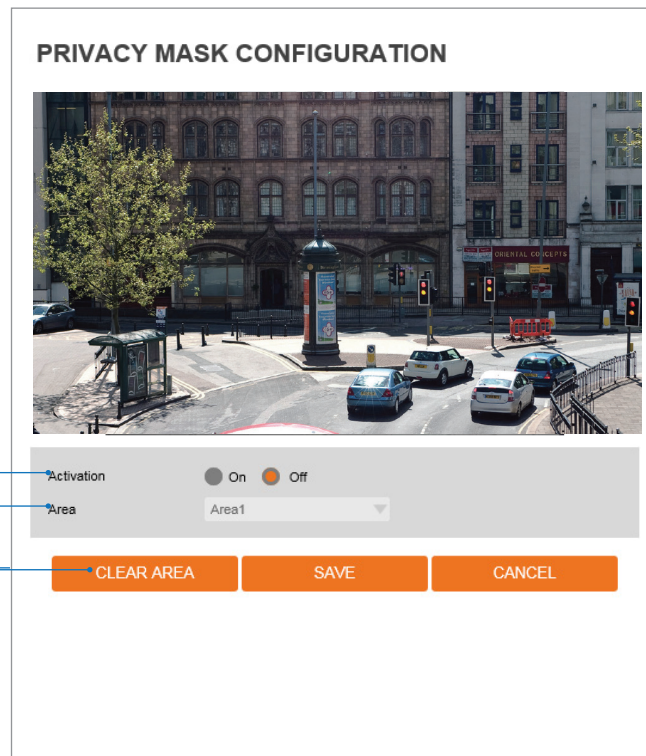 PRIVACY MASK CONFIGURATION
ORIENTAL CONCEPTS
Activation
On
Off
Area
Area1
CLEAR AREA
SAVE
CANCEL